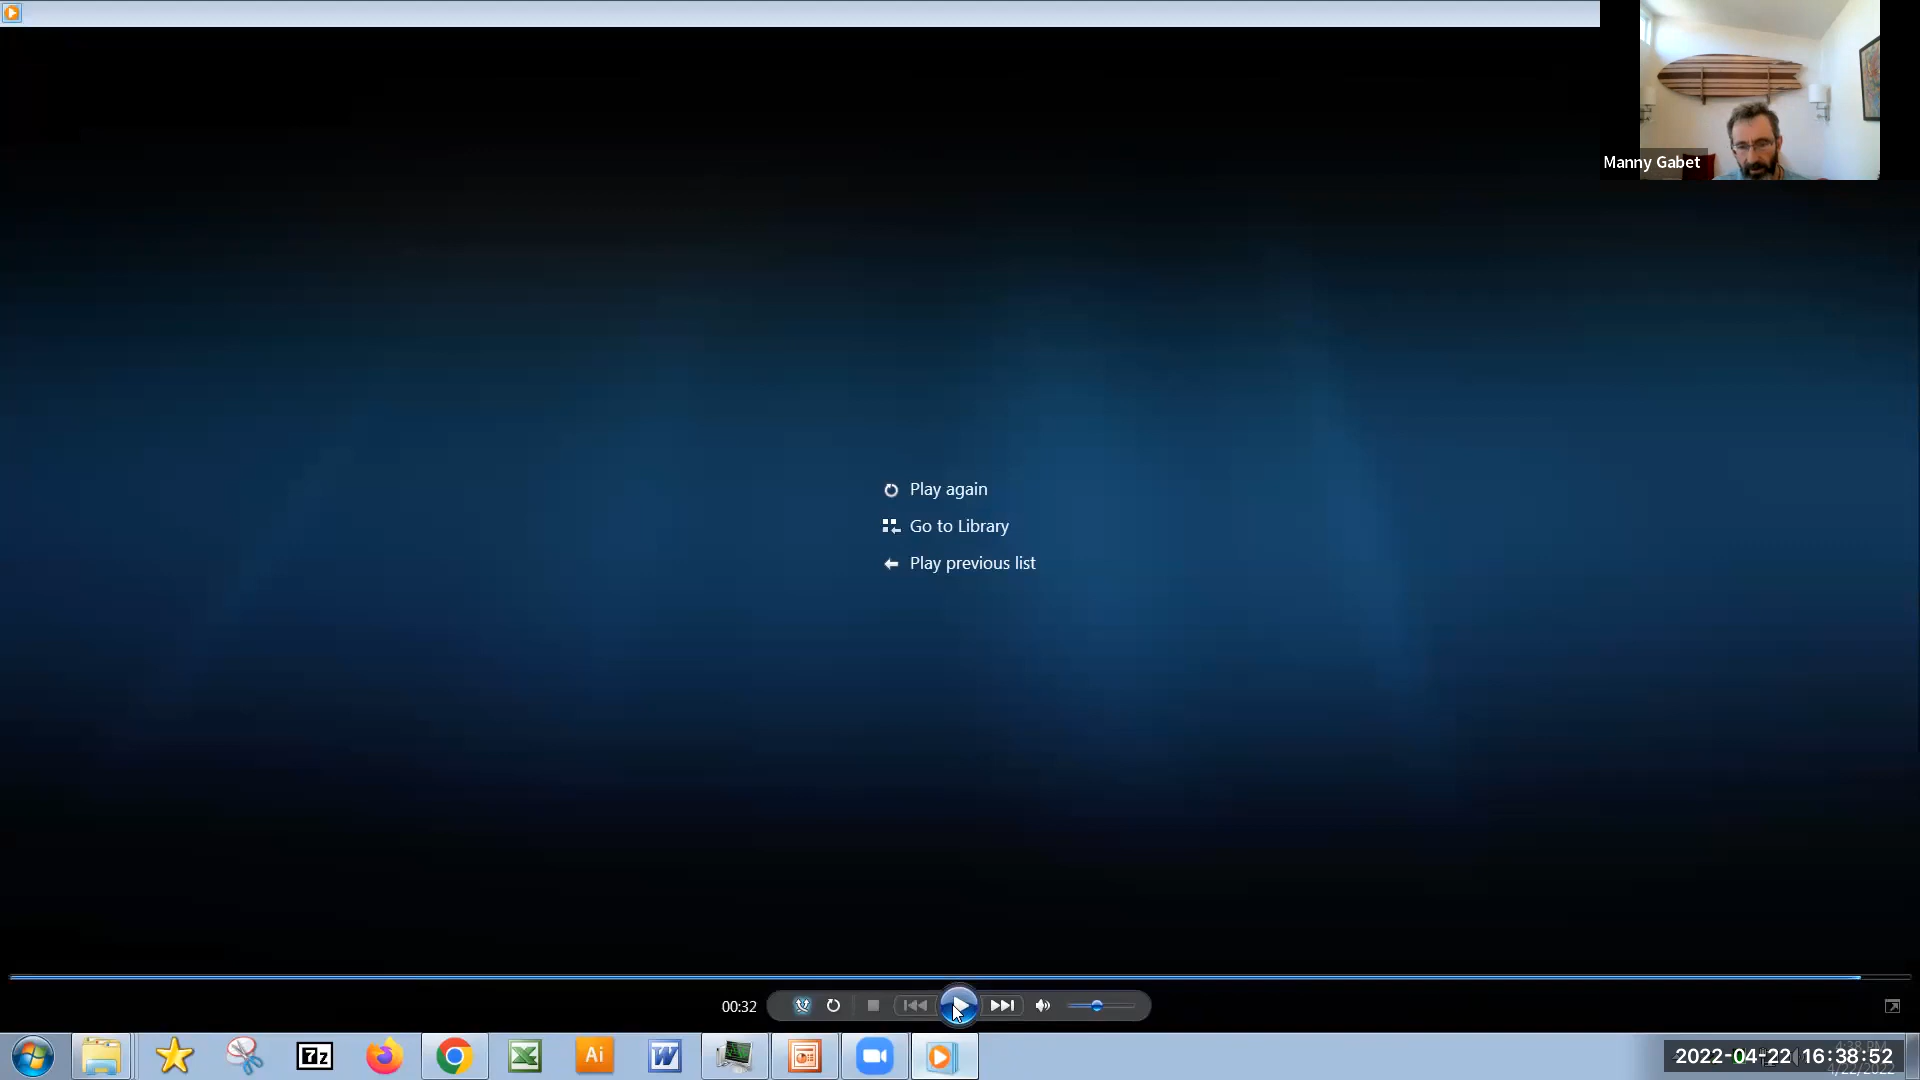 Manny Gabet
Play again
Go to Library
Play previous list
00:32
7z
Ai
W
2022-04-22 16:38:52